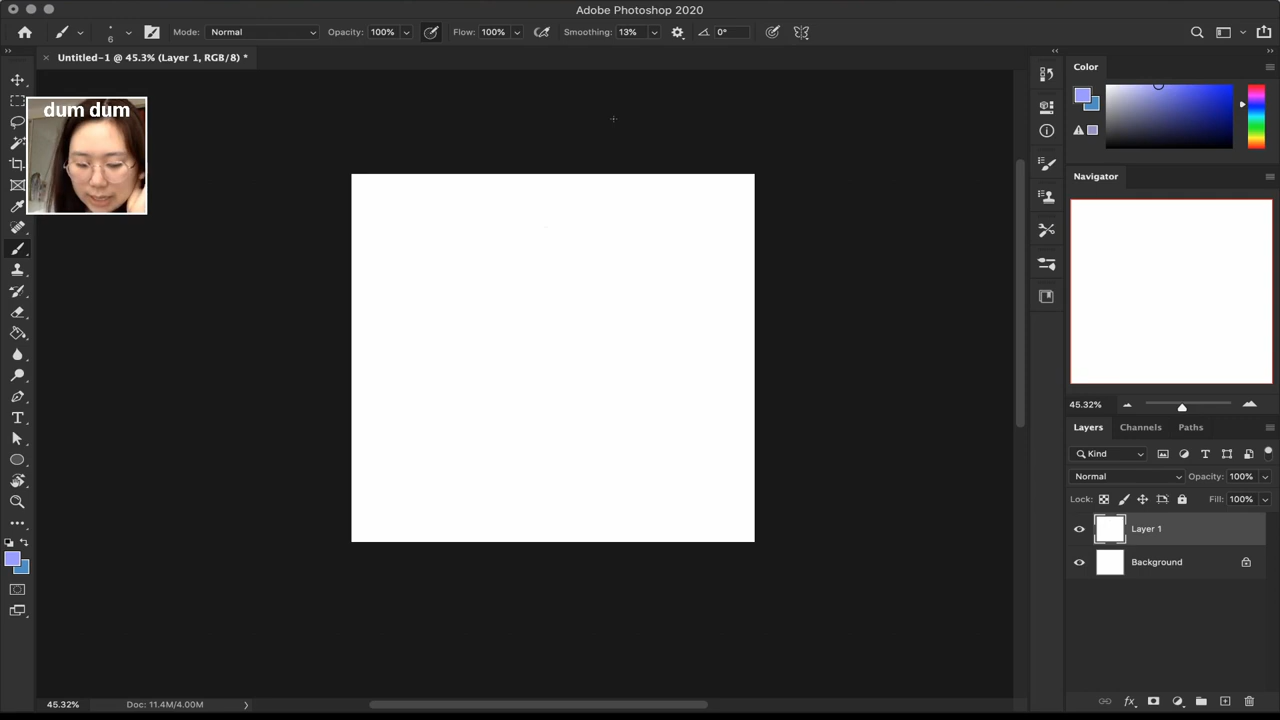 Adobe Photoshop 2020
6
Mode: Normal
Opacity: 100%
Flow: 100%
Smoothing: 13%
0°
Untitled-1 @ 45.3% (Layer 1, RGB/8) *
dum dum
Color
Navigator
45.32%
Layers Channels Paths
Kind
Normal
Opacity: 100%
Lock:
Fill: 100%
Layer 1
Background
fx
45.32%
Doc: 11.4M/4.00M